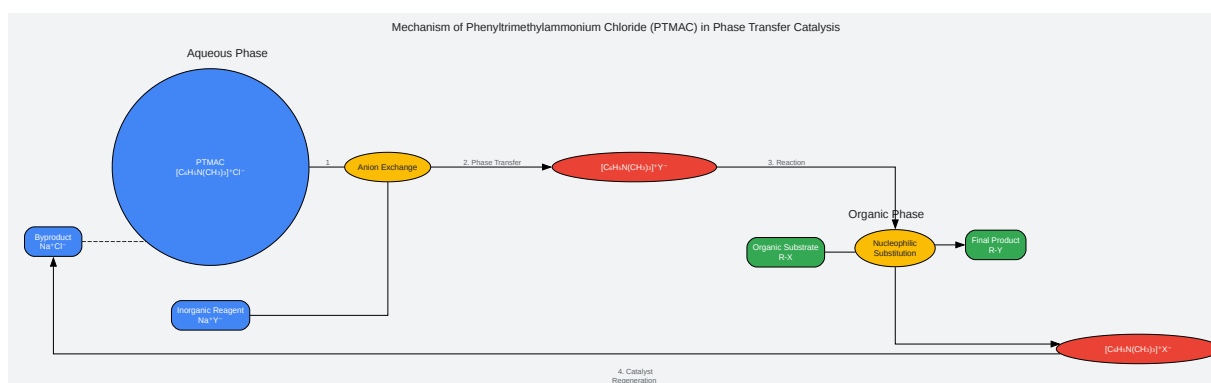 Mechanism of Phenyltrimethylammonium Chloride (PTMAC) in Phase Transfer Catalysis
Aqueous Phase
PTMAC
[C₆H₅N(CH₃)₃]⁺Cl⁻
1
Anion Exchange
2. Phase Transfer
[C₆H₅N(CH₃)₃]⁺Y⁻
3. Reaction
Organic Phase
Byproduct
Na⁺Cl⁻
Organic Substrate
R-X
Nucleophilic
Substitution
Final Product
R-Y
Inorganic Reagent
Na⁺Y⁻
[C₆H₅N(CH₃)₃]⁺X⁻
4. Catalyst
Regeneration